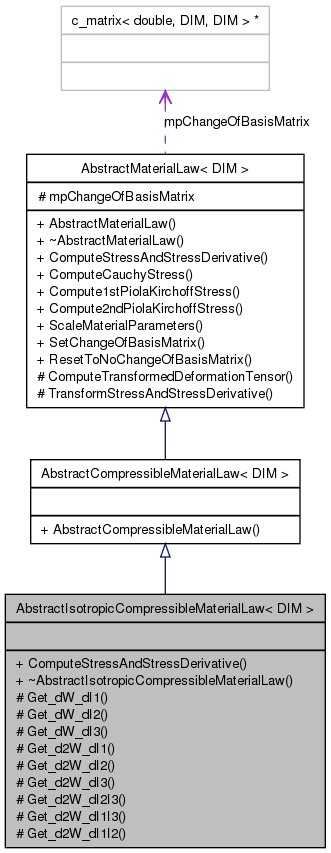 c_matrix< double, DIM, DIM > *
mpChangeOfBasisMatrix
AbstractMaterialLaw< DIM >
# mpChangeOfBasisMatrix
+ AbstractMaterialLaw()
+ ~AbstractMaterialLaw()
+ ComputeStressAndStressDerivative()
+ ComputeCauchyStress()
+ Compute1stPiolaKirchoffStress()
+ Compute2ndPiolaKirchoffStress()
+ ScaleMaterialParameters()
+ SetChangeOfBasisMatrix()
+ ResetToNoChangeOfBasisMatrix()
# ComputeTransformedDeformationTensor()
# TransformStressAndStressDerivative()
AbstractCompressibleMaterialLaw< DIM >
+ AbstractCompressibleMaterialLaw()
AbstractIsotropicCompressibleMaterialLaw< DIM >
+ ComputeStressAndStressDerivative()
+ ~AbstractIsotropicCompressibleMaterialLaw()
# Get_dW_dI1()
# Get_dW_dI2()
# Get_dW_dI3()
# Get_d2W_dI1()
# Get_d2W_dI2()
# Get_d2W_dI3()
# Get_d2W_dI2I3()
# Get_d2W_dI1I3()
# Get_d2W_dI1I2()